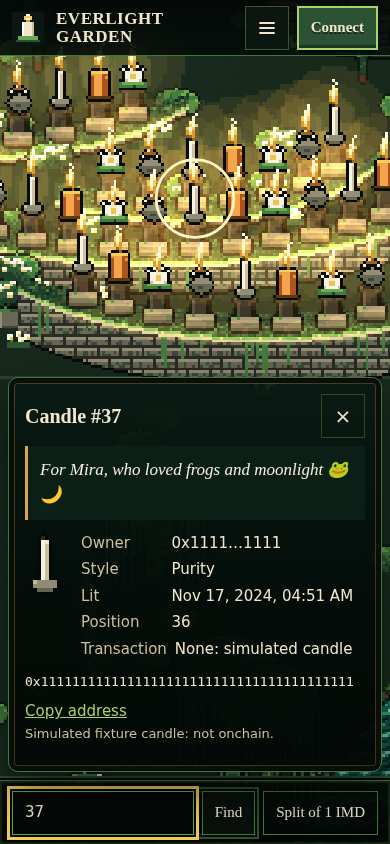 EVERLIGHT
GARDEN
Connect
Candle #37
For Mira, who loved frogs and moonlight 🐸
🌙
Owner 0x1111...1111
Style Purity
Lit Nov 17, 2024, 04:51 AM
Position 36
Transaction None: simulated candle
0x1111111111111111111111111111111111111111
Copy address
Simulated fixture candle: not onchain.
37 Find Split of 1 IMD